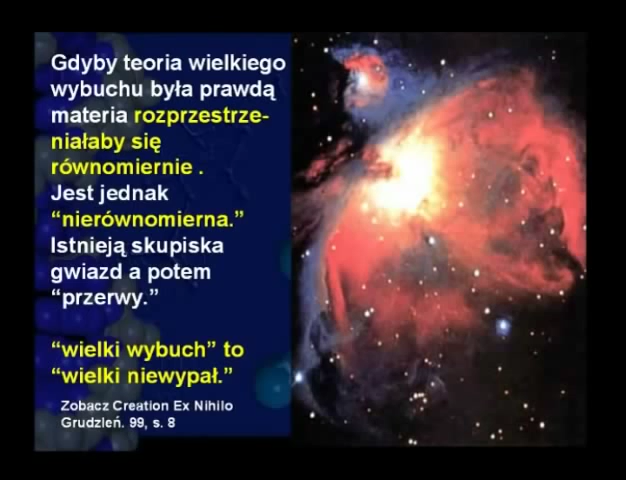 Gdyby teoria wielkiego
wybuchu była prawdą
materia rozprzestrze-
niałaby się
równomiernie .
Jest jednak
“nierównomierna.”
Istnieją skupiska
gwiazd a potem
“przerwy.”
“wielki wybuch” to
“wielki niewypał.”
Zobacz Creation Ex Nihilo
Grudzleń. 99, s. 8